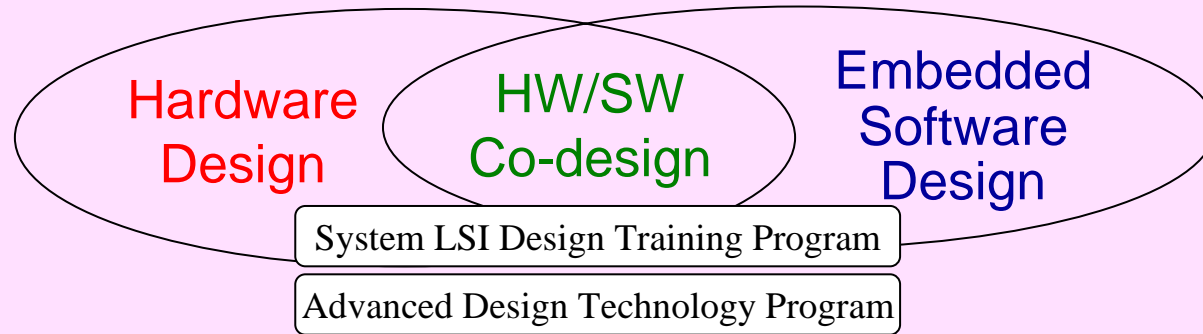 Hardware
Design
HW/SW
Co-design
Embedded
Software
Design
System LSI Design Training Program
Advanced Design Technology Program